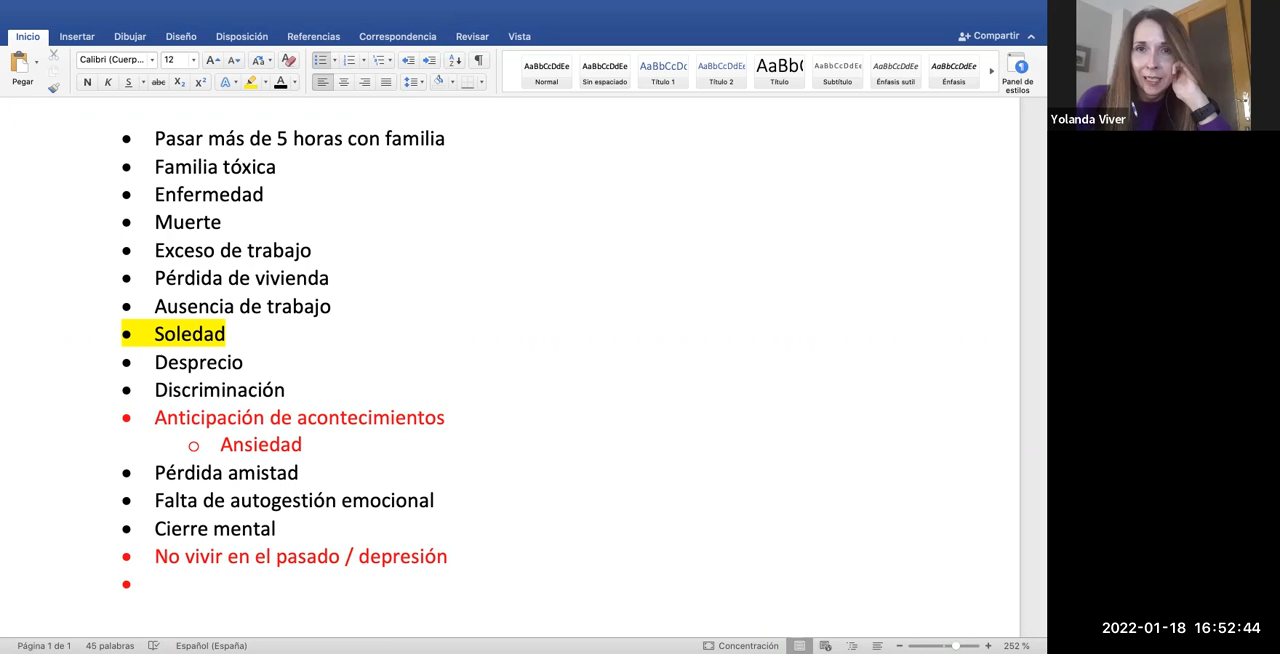 Inicio Insertar Dibujar Diseño Disposición Referencias Correspondencia Revisar Vista Compartir
Pegar Calibri (Cuerp... 12
N K S abc X2 X2 A A
AaBbCcDdEe AaBbCcDdEe AaBbCcDc AaBbCcDdEe AaBb( AaBbCcDdEe AaBbCcDdEe AaBbCcDdEe
Normal Sin espaciado Título 1 Título 2 Título Subtítulo Énfasis sutil Énfasis
Panel de
estilos
Yolanda Viver
Pasar más de 5 horas con familia
Familia tóxica
Enfermedad
Muerte
Exceso de trabajo
Pérdida de vivienda
Ausencia de trabajo
Soledad
Desprecio
Discriminación
Anticipación de acontecimientos
Ansiedad
Pérdida amistad
Falta de autogestión emocional
Cierre mental
No vivir en el pasado / depresión
2022-01-18 16:52:44
Página 1 de 1 45 palabras Español (España) Concentración 252 %